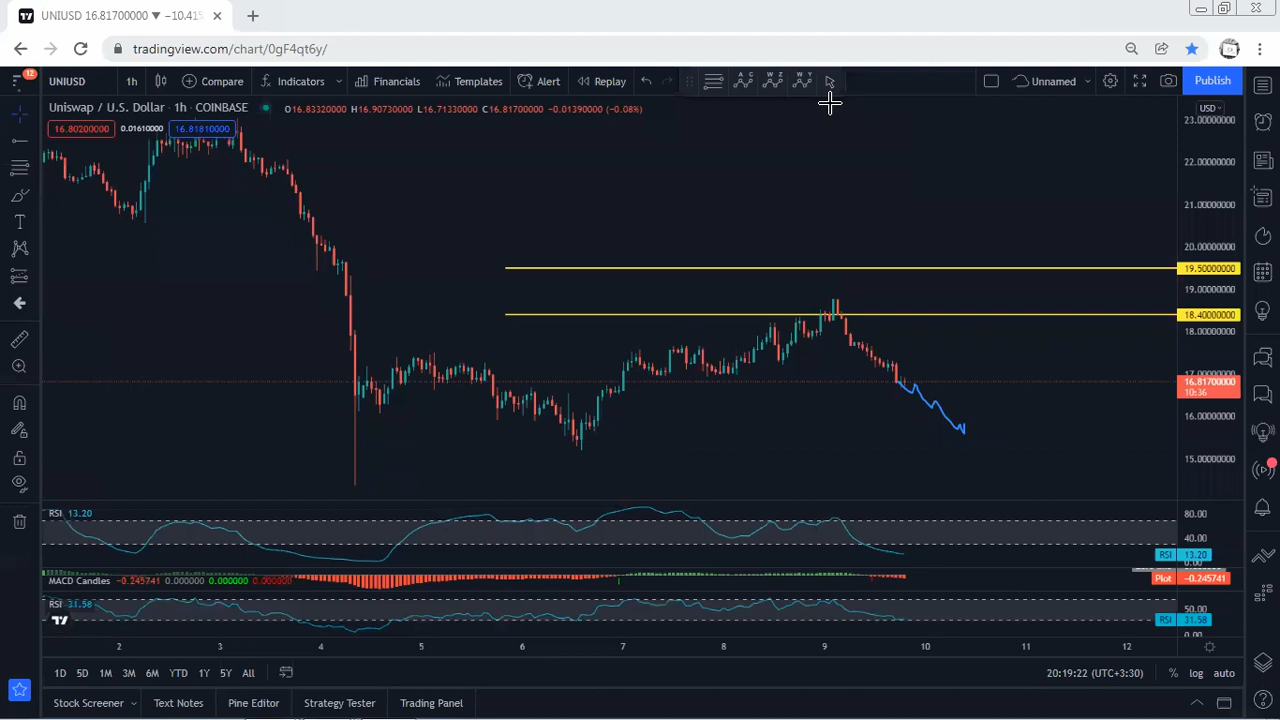 UNIUSD 16.81700000 ▼ −10.41%
tradingview.com/chart/0gF4qt6y/
12 UNIUSD 1h Compare Indicators Financials Templates Alert Replay A C W Z W Y Unnamed Publish
Uniswap / U.S. Dollar · 1h · COINBASE O16.83320000 H16.90730000 L16.71330000 C16.81700000 −0.01390000 (−0.08%) USD
16.80200000 0.01610000 16.81810000
23.00000000
22.00000000
21.00000000
20.00000000
19.50000000
19.00000000
18.40000000
18.00000000
17.00000000
16.81700000
10:36
16.00000000
15.00000000
RSI 13.20 80.00
40.00
RSI 13.20
0.00
MACD Candles −0.245741 0.000000 0.000000 0.000000 Plot −0.245741
RSI 31.58 50.00
RSI 31.58
0.00
2 3 4 5 6 7 8 9 10 11 12
1D 5D 1M 3M 6M YTD 1Y 5Y All 20:19:22 (UTC+3:30) % log auto
Stock Screener Text Notes Pine Editor Strategy Tester Trading Panel